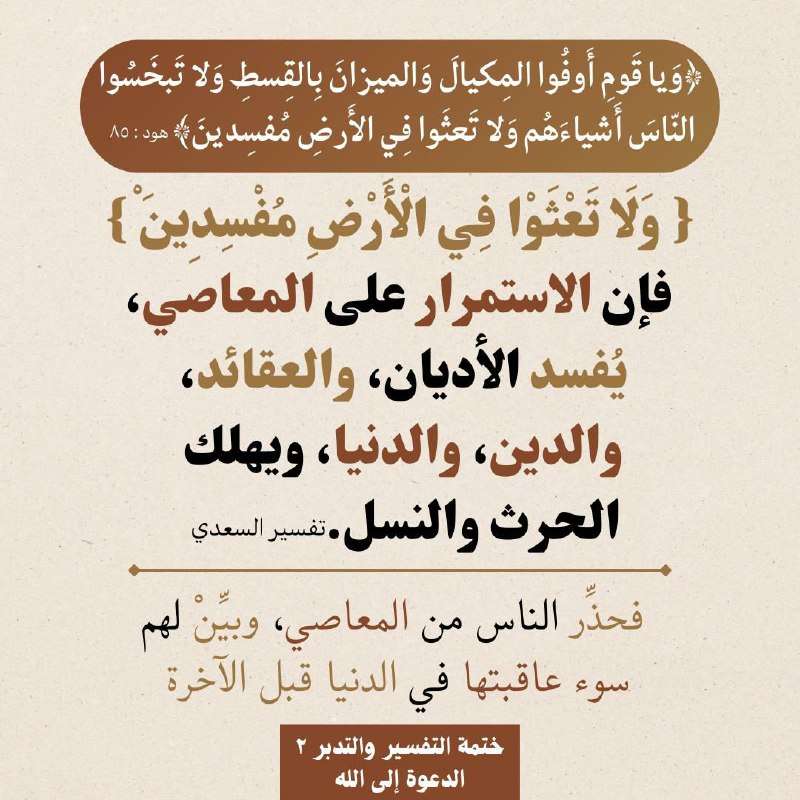 ﴿وَيا قَومِ أَوفُوا المِكيالَ وَالميزانَ بِالقِسطِ وَلا تَبخَسُوا
النّاسَ أَشياءَهُم وَلا تَعثَوا فِي الأَرضِ مُفسِدينَ﴾ هود : ٨٥
{ وَلَا تَعْثَوْا فِي الْأَرْضِ مُفْسِدِينَ ْ}
فإن الاستمرار على المعاصي،
يُفسد الأديان، والعقائد،
والدين، والدنيا، ويهلك
الحرث والنسل. تفسير السعدي
فحذِّر الناس من المعاصي، وبيِّنْ لهم
سوء عاقبتها في الدنيا قبل الآخرة
ختمة التفسير والتدبر ٢
الدعوة إلى الله